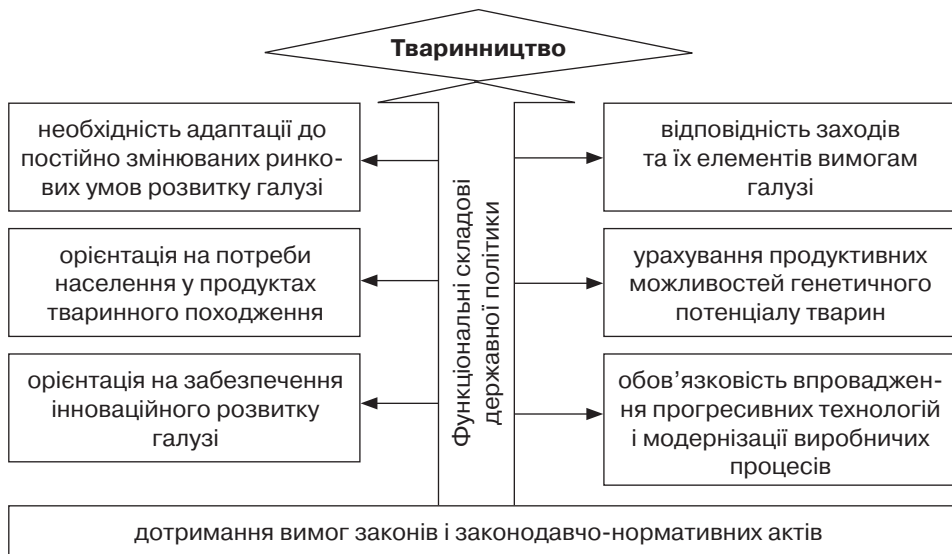 Тваринництво
необхідність адаптації до
постійно змінюваних ринко-
вих умов розвитку галузі
орієнтація на потреби
населення у продуктах
тваринного походження
орієнтація на забезпечення
інноваційного розвитку
галузі
Функціональні складові
державної політики
відповідність заходів
та їх елементів вимогам
галузі
урахування продуктивних
можливостей генетичного
потенціалу тварин
обов’язковість впроваджен-
ня прогресивних технологій
і модернізації виробничих
процесів
дотримання вимог законів і законодавчо-нормативних актів